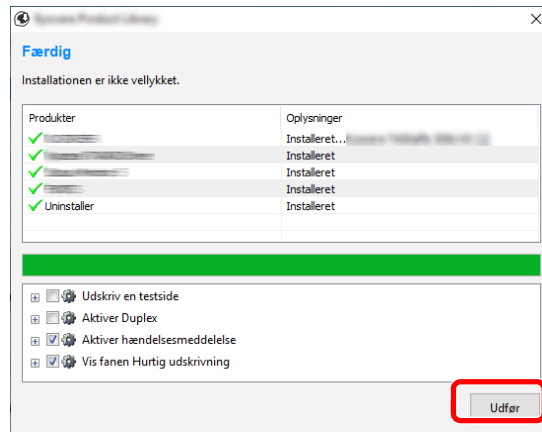 Færdig
Installationen er ikke vellykket.
Produkter Oplysninger
Installeret...
Installeret
Installeret
Installeret
Uninstaller Installeret
Udskriv en testside
Aktiver Duplex
Aktiver hændelsesmeddelelse
Vis fanen Hurtig udskrivning
Udfør